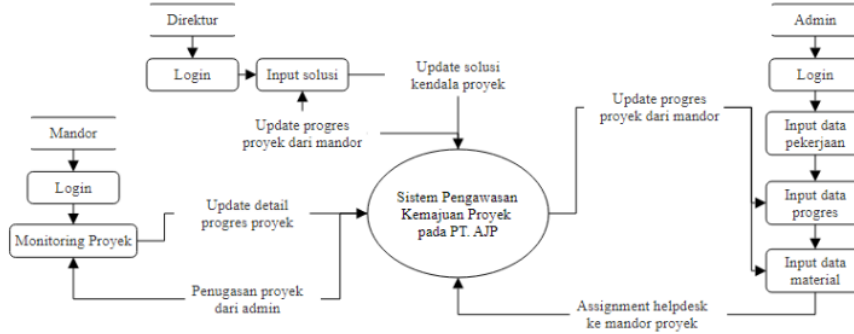 Direktur
Login
Input solusi
Update solusi
kendala proyek
Update progres
proyek dari mandor
Admin
Login
Input data
pekerjaan
Input data
progres
Input data
material
Update progres
proyek dari mandor
Mandor
Login
Monitoring Proyek
Update detail
progres proyek
Penugasan proyek
dari admin
Sistem Pengawasan
Kemajuan Proyek
pada PT. AJP
Assignment helpdesk
ke mandor proyek